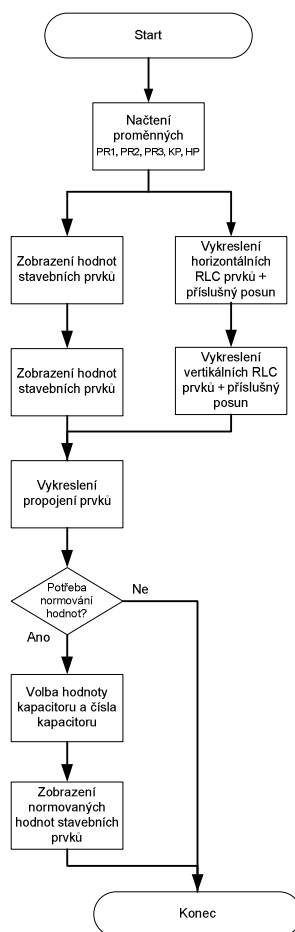 Start
Načtení
proměnných
PR1, PR2, PR3, KP, HP
Zobrazení hodnot
stavebních prvků
Vykreslení
horizontálních
RLC prvků +
příslušný posun
Zobrazení hodnot
stavebních prvků
Vykreslení
vertikálních RLC
prvků + příslušný
posun
Vykreslení
propojení prvků
Potřeba
normování
hodnot?
Ne
Ano
Volba hodnoty
kapacitoru a čísla
kapacitoru
Zobrazení
normovaných
hodnot stavebních
prvků
Konec